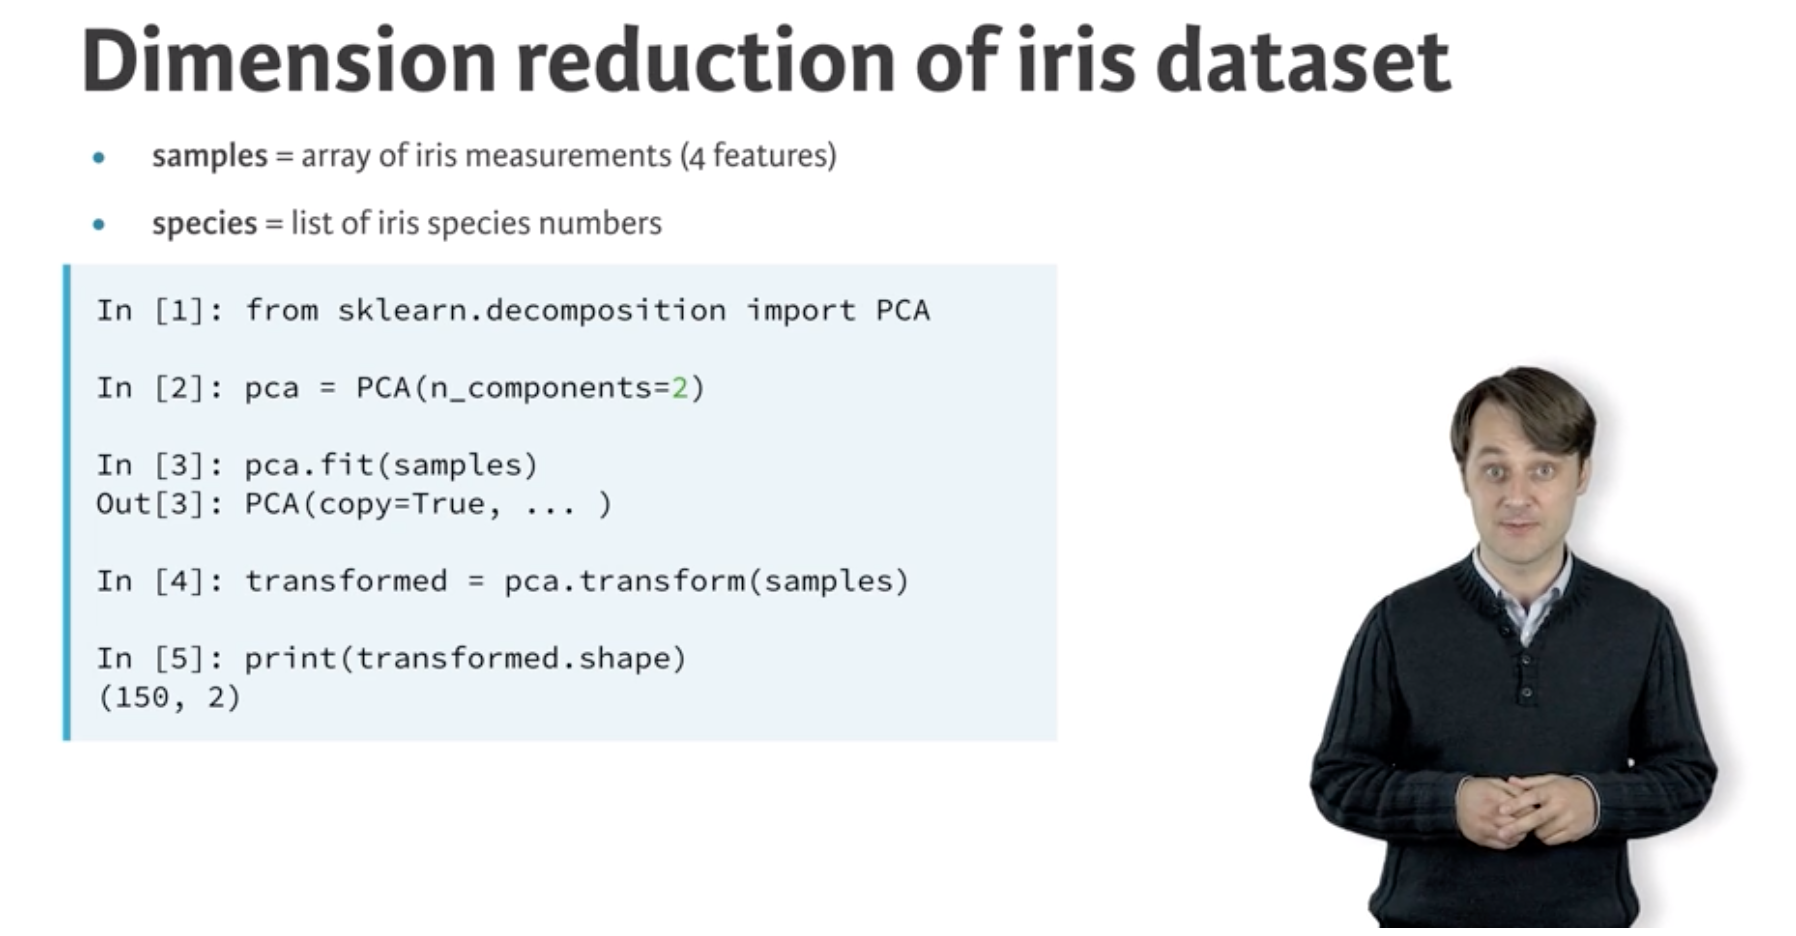 Dimension reduction of iris dataset
• samples = array of iris measurements (4 features)
• species = list of iris species numbers
In [1]: from sklearn.decomposition import PCA
In [2]: pca = PCA(n_components=2)
In [3]: pca.fit(samples)
Out[3]: PCA(copy=True, ... )
In [4]: transformed = pca.transform(samples)
In [5]: print(transformed.shape)
(150, 2)